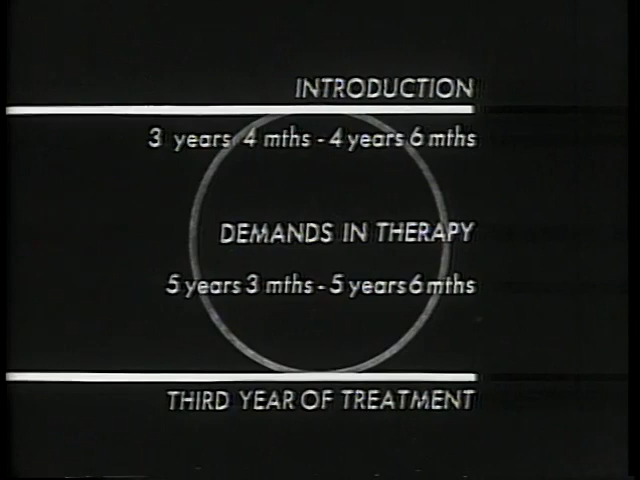 INTRODUCTION
3 years 4 mths - 4 years 6 mths
DEMANDS IN THERAPY
5 years 3 mths - 5 years 6 mths
THIRD YEAR OF TREATMENT